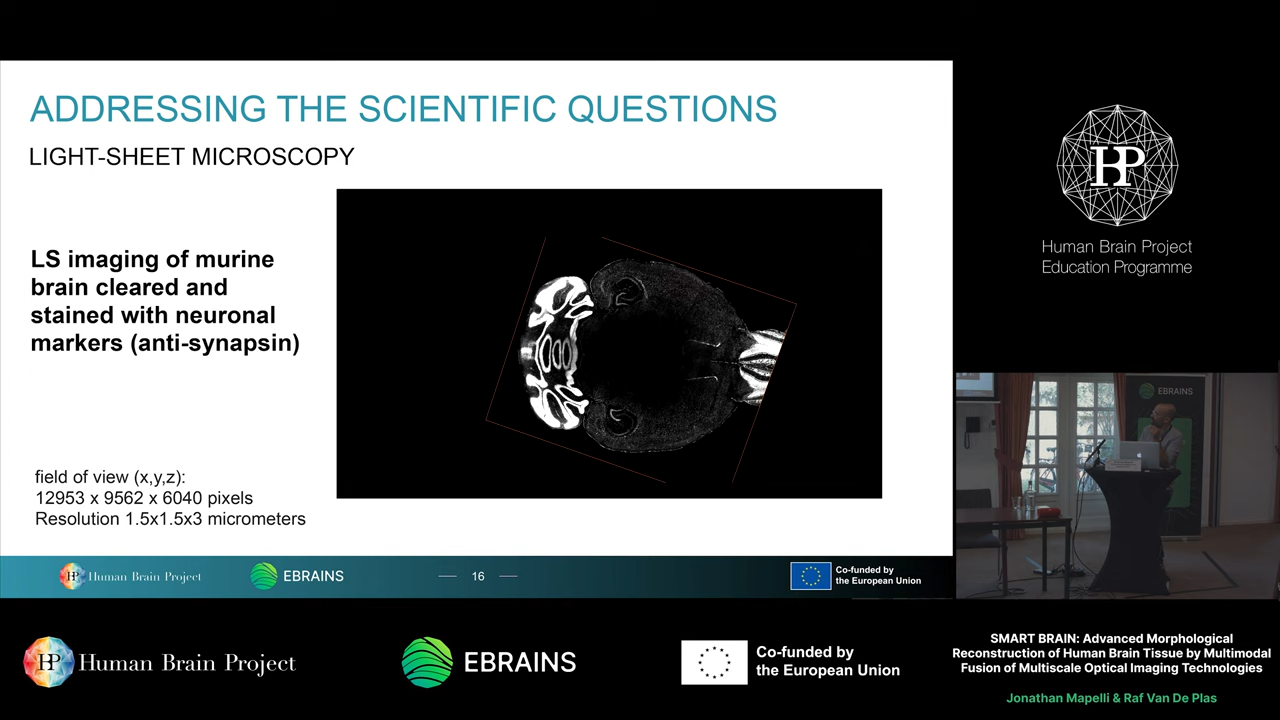 ADDRESSING THE SCIENTIFIC QUESTIONS
LIGHT-SHEET MICROSCOPY
LS imaging of murine
brain cleared and
stained with neuronal
markers (anti-synapsin)
field of view (x,y,z):
12953 x 9562 x 6040 pixels
Resolution 1.5x1.5x3 micrometers
HP Human Brain Project
EBRAINS
16
Co-funded by
the European Union
HP
Human Brain Project
Education Programme
EBRAINS
HP Human Brain Project
EBRAINS
Co-funded by
the European Union
SMART BRAIN: Advanced Morphological
Reconstruction of Human Brain Tissue by Multimodal
Fusion of Multiscale Optical Imaging Technologies
Jonathan Mapelli & Raf Van De Plas